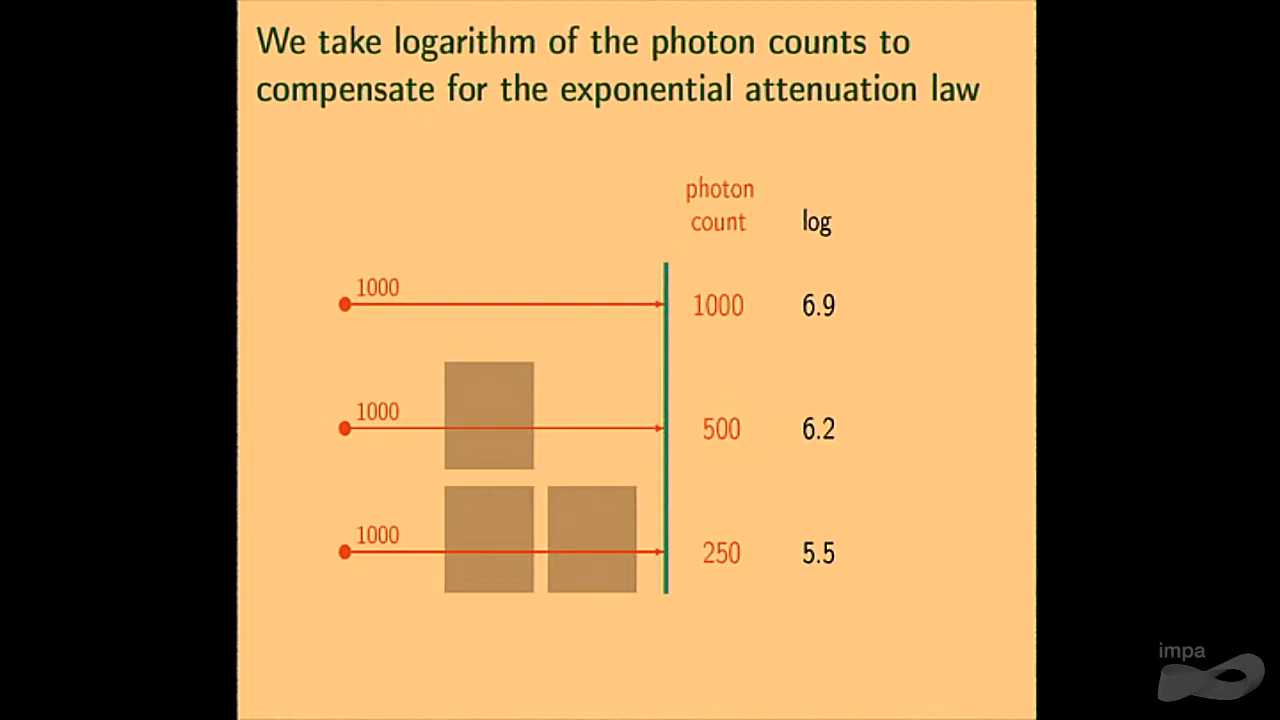 We take logarithm of the photon counts to
compensate for the exponential attenuation law
photon
count
log
1000
1000
6.9
1000
500
6.2
1000
250
5.5
impa